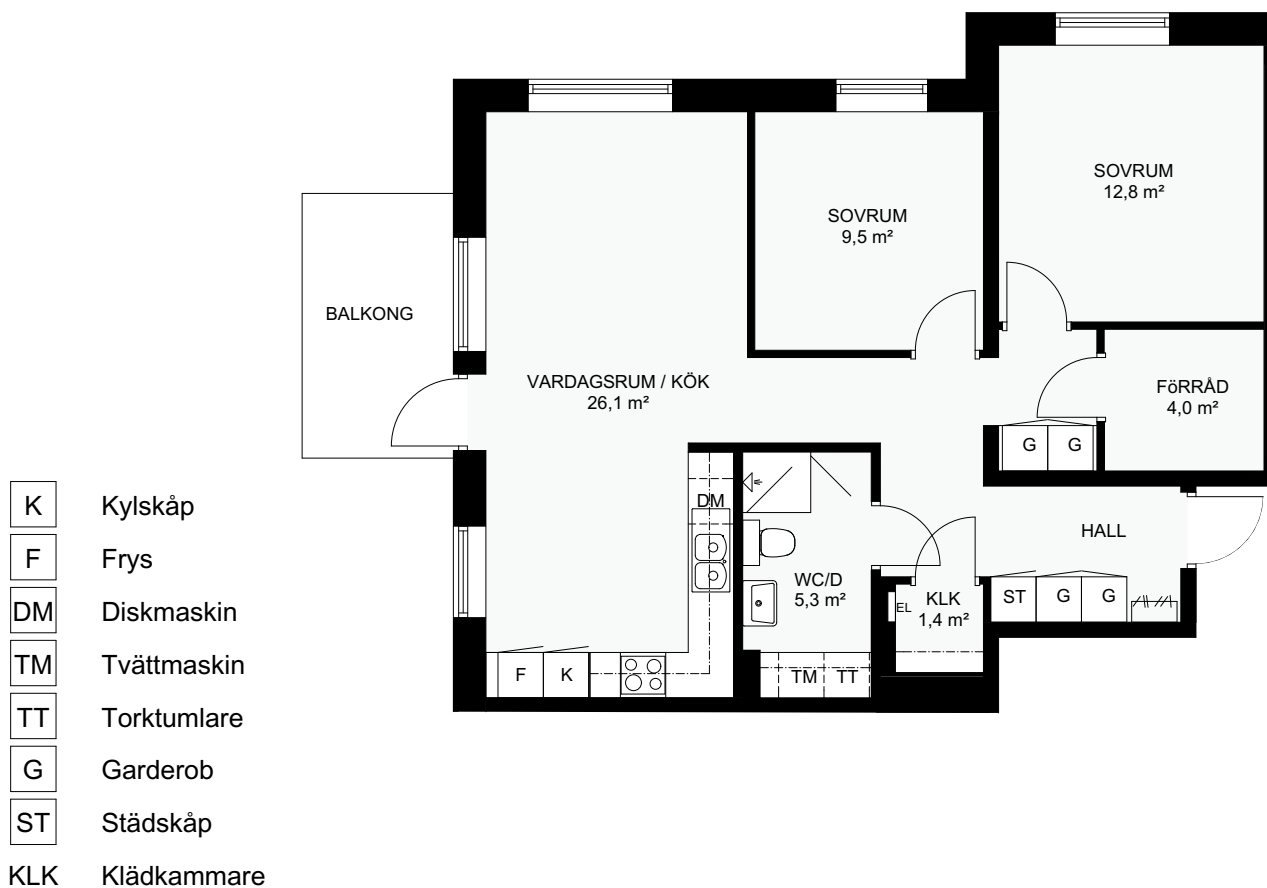 SOVRUM
12,8 m²
SOVRUM
9,5 m²
BALKONG
VARDAGSRUM / KÖK
26,1 m²
FöRRÅD
4,0 m²
G
G
DM
HALL
WC/D
5,3 m²
EL
KLK
1,4 m²
ST
G
G
F
K
TM
TT
K Kylskåp
F Frys
DM Diskmaskin
TM Tvättmaskin
TT Torktumlare
G Garderob
ST Städskåp
KLK Klädkammare